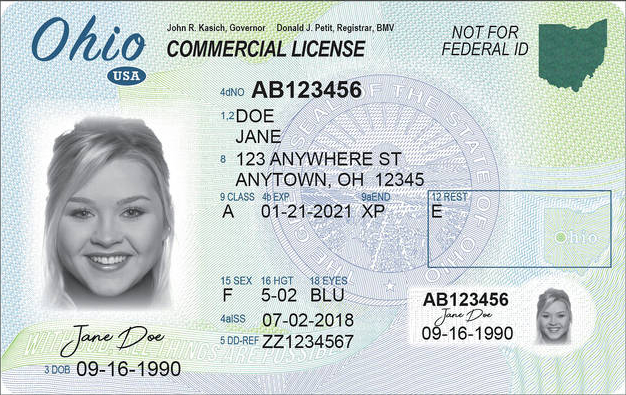 Ohio
USA
John R. Kasich, Governor Donald J. Petit, Registrar, BMV
COMMERCIAL LICENSE
NOT FOR
FEDERAL ID
4dNO AB123456
1,2 DOE
JANE
8 123 ANYWHERE ST
ANYTOWN, OH 12345
9 CLASS 4b EXP 9aEND 12 REST
A 01-21-2021 XP E
Ohio
15 SEX 16 HGT 18 EYES
F 5-02 BLU
4aISS 07-02-2018
5 DD-REF ZZ1234567
AB123456
Jane Doe
09-16-1990
Jane Doe
3 DOB 09-16-1990
SEAL OF THE STATE OF OHIO